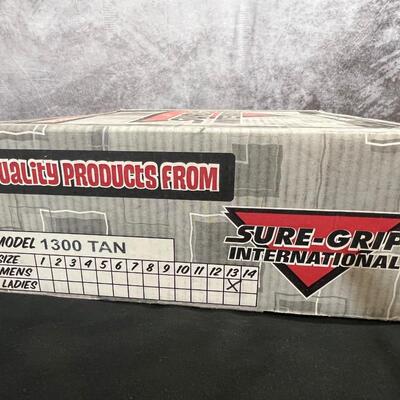 QUALITY PRODUCTS FROM
MODEL 1300 TAN
SIZE 1 2 3 4 5 6 7 8 9 10 11 12 13 14
MENS X
LADIES
SURE-GRIP
INTERNATIONAL